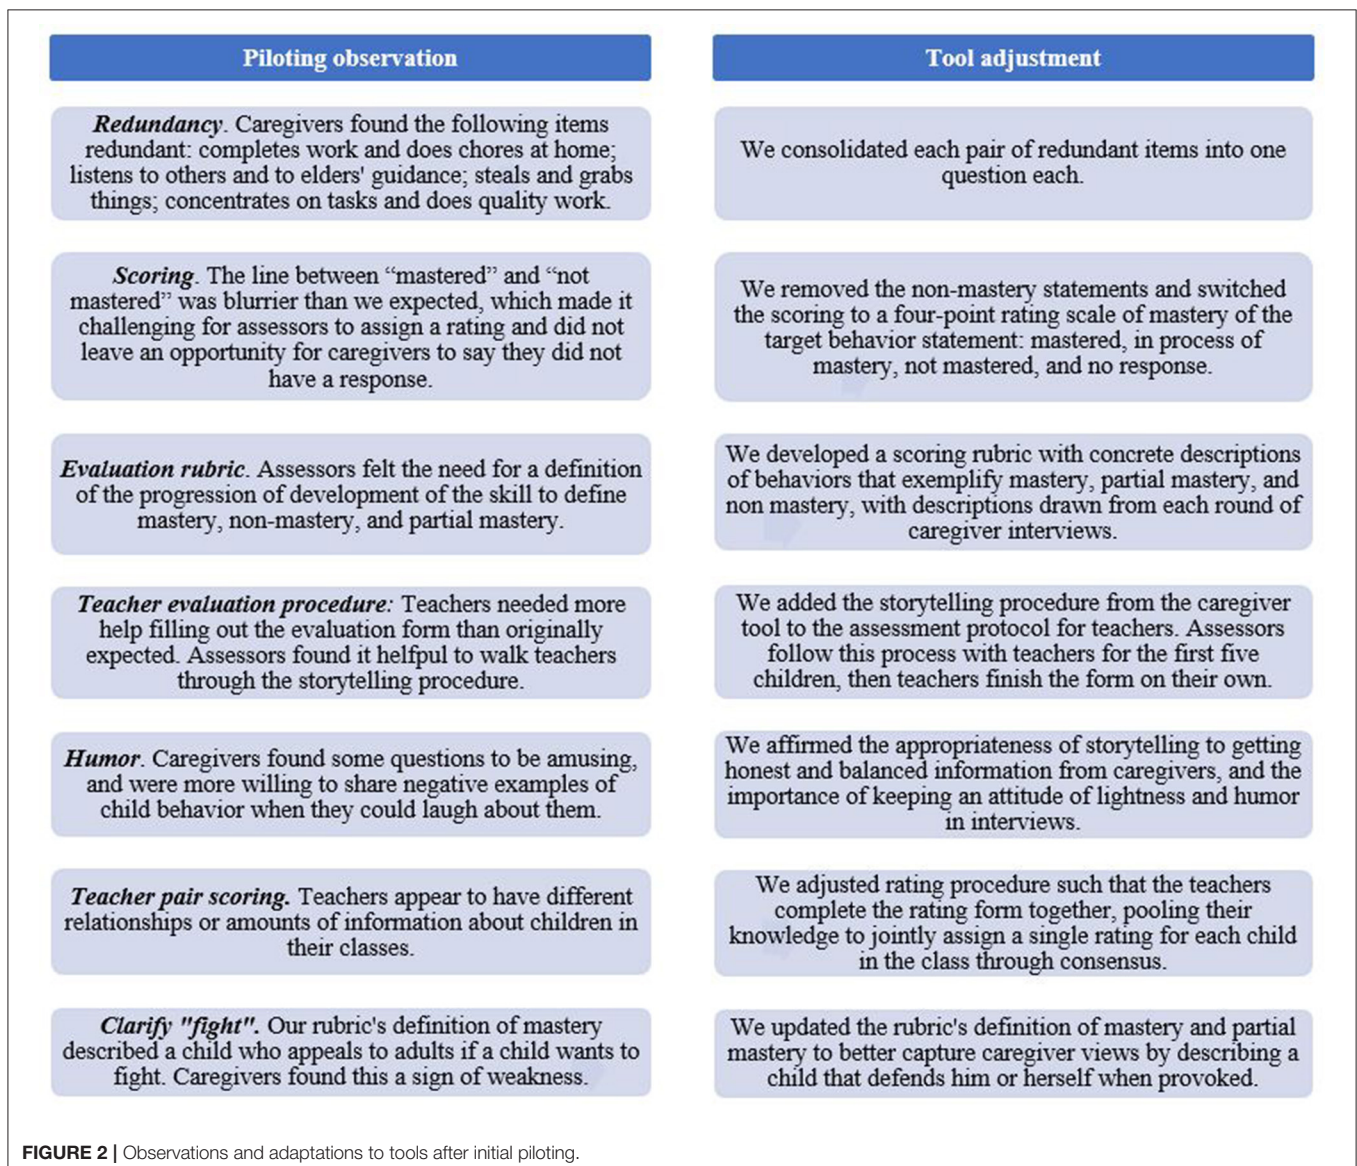 Piloting observation
Tool adjustment
Redundancy. Caregivers found the following items
redundant: completes work and does chores at home;
listens to others and to elders' guidance; steals and grabs
things; concentrates on tasks and does quality work.
We consolidated each pair of redundant items into one
question each.
Scoring. The line between “mastered” and “not
mastered” was blurrier than we expected, which made it
challenging for assessors to assign a rating and did not
leave an opportunity for caregivers to say they did not
have a response.
We removed the non-mastery statements and switched
the scoring to a four-point rating scale of mastery of the
target behavior statement: mastered, in process of
mastery, not mastered, and no response.
Evaluation rubric. Assessors felt the need for a definition
of the progression of development of the skill to define
mastery, non-mastery, and partial mastery.
We developed a scoring rubric with concrete descriptions
of behaviors that exemplify mastery, partial mastery, and
non mastery, with descriptions drawn from each round of
caregiver interviews.
Teacher evaluation procedure: Teachers needed more
help filling out the evaluation form than originally
expected. Assessors found it helfpul to walk teachers
through the storytelling procedure.
We added the storytelling procedure from the caregiver
tool to the assessment protocol for teachers. Assessors
follow this process with teachers for the first five
children, then teachers finish the form on their own.
Humor. Caregivers found some questions to be amusing,
and were more willing to share negative examples of
child behavior when they could laugh about them.
We affirmed the appropriateness of storytelling to getting
honest and balanced information from caregivers, and the
importance of keeping an attitude of lightness and humor
in interviews.
Teacher pair scoring. Teachers appear to have different
relationships or amounts of information about children in
their classes.
We adjusted rating procedure such that the teachers
complete the rating form together, pooling their
knowledge to jointly assign a single rating for each child
in the class through consensus.
Clarify "fight". Our rubric's definition of mastery
described a child who appeals to adults if a child wants to
fight. Caregivers found this a sign of weakness.
We updated the rubric's definition of mastery and partial
mastery to better capture caregiver views by describing a
child that defends him or herself when provoked.
FIGURE 2 | Observations and adaptations to tools after initial piloting.